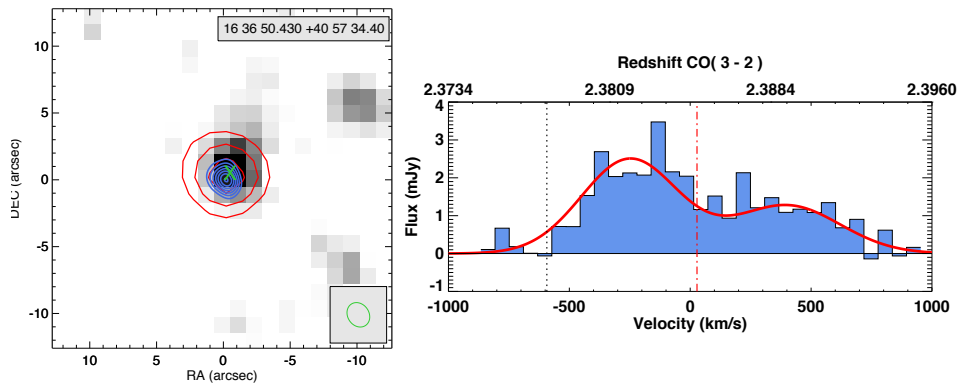 16 36 50.430 +40 57 34.40
10
5
0
-5
-10
DEC (arcsec)
10 5 0 -5 -10
RA (arcsec)
Redshift CO( 3 - 2 )
2.3734 2.3809 2.3884 2.3960
4
3
2
1
0
-1
Flux (mJy)
-1000 -500 0 500 1000
Velocity (km/s)